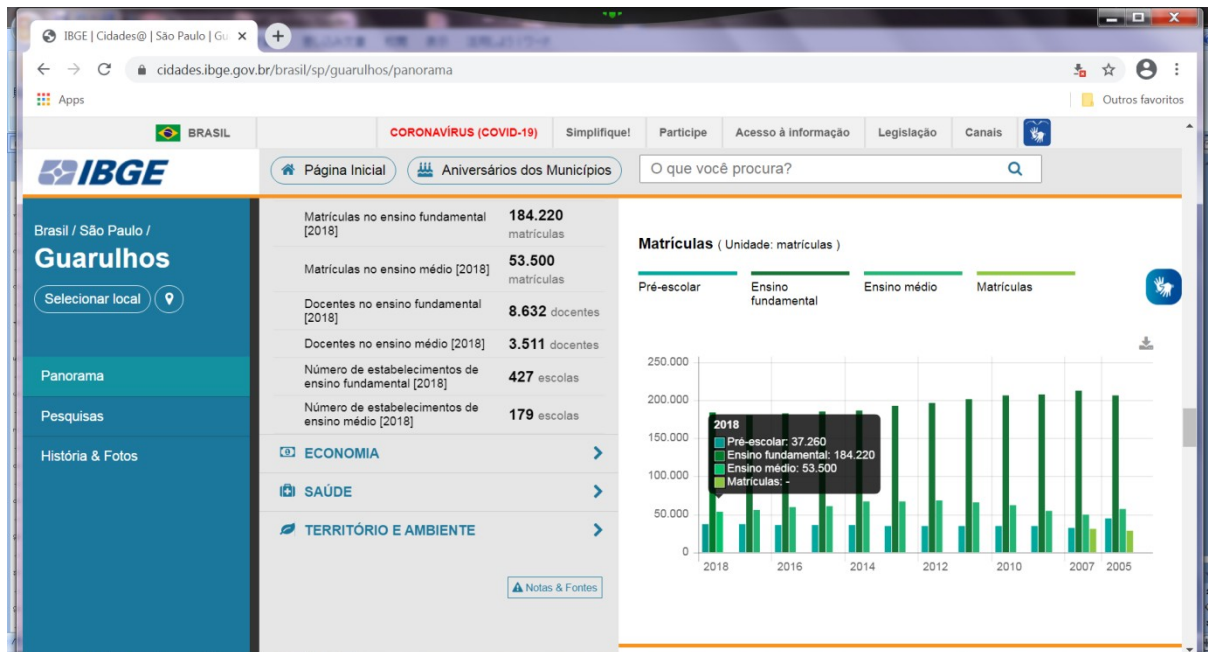 IBGE | Cidades@ | São Paulo | Gu
cidades.ibge.gov.br/brasil/sp/guarulhos/panorama
Apps
Outros favoritos
BRASIL
CORONAVÍRUS (COVID-19)
Simplifique!
Participe
Acesso à informação
Legislação
Canais
IBGE
Página Inicial
Aniversários dos Municípios
O que você procura?
Brasil / São Paulo /
Guarulhos
Selecionar local
Panorama
Pesquisas
História & Fotos
Matrículas no ensino fundamental 184.220
[2018] matrículas
Matrículas no ensino médio [2018] 53.500
matrículas
Docentes no ensino fundamental
[2018] 8.632 docentes
Docentes no ensino médio [2018] 3.511 docentes
Número de estabelecimentos de
ensino fundamental [2018] 427 escolas
Número de estabelecimentos de
ensino médio [2018] 179 escolas
ECONOMIA
SAÚDE
TERRITÓRIO E AMBIENTE
Notas & Fontes
Matrículas ( Unidade: matrículas )
Pré-escolar
Ensino
fundamental
Ensino médio
Matrículas
250.000
200.000
150.000
100.000
50.000
0
2018
Pré-escolar: 37.260
Ensino fundamental: 184.220
Ensino médio: 53.500
Matrículas: -
2018 2016 2014 2012 2010 2007 2005